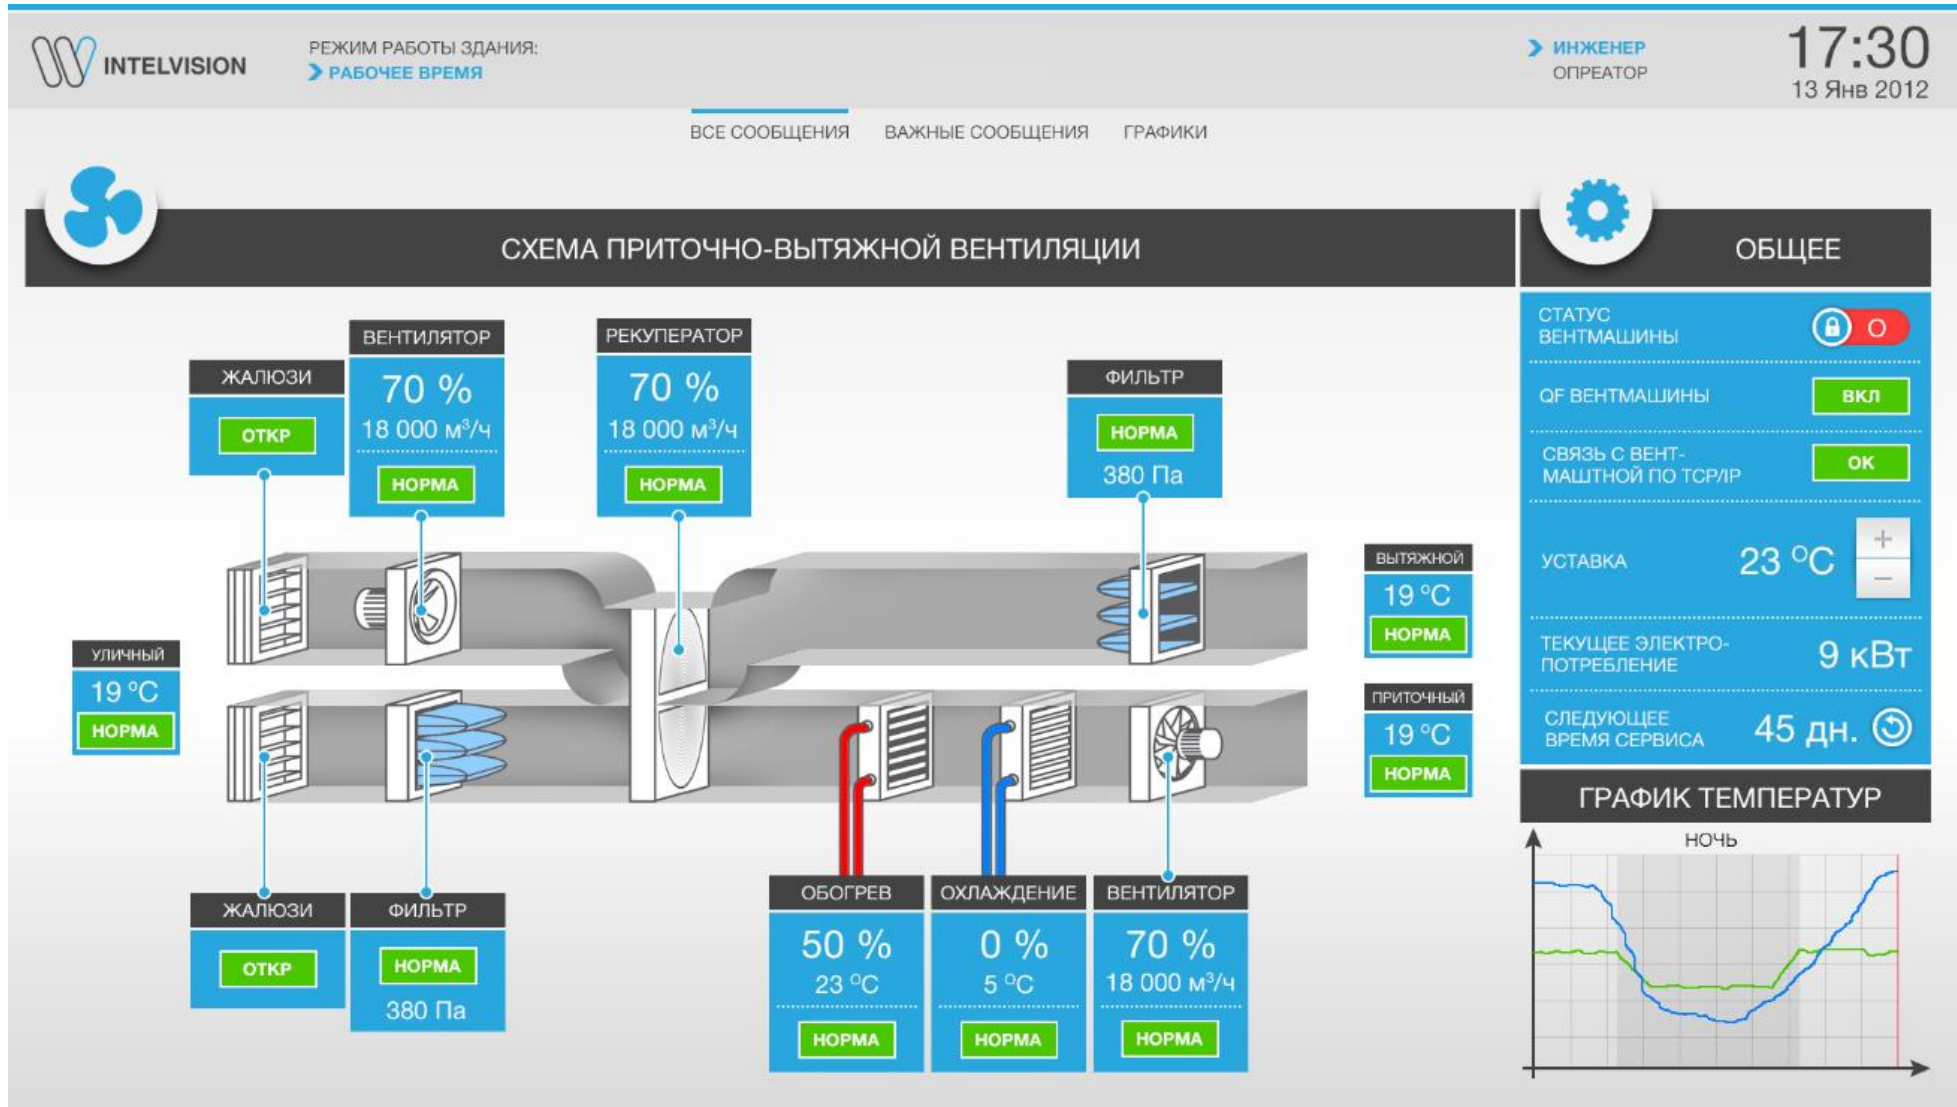 INTELVISION
РЕЖИМ РАБОТЫ ЗДАНИЯ:
РАБОЧЕЕ ВРЕМЯ
ИНЖЕНЕР
ОПРЕАТОР
17:30
13 Янв 2012
ВСЕ СООБЩЕНИЯ ВАЖНЫЕ СООБЩЕНИЯ ГРАФИКИ
СХЕМА ПРИТОЧНО-ВЫТЯЖНОЙ ВЕНТИЛЯЦИИ
ЖАЛЮЗИ
ОТКР
ВЕНТИЛЯТОР
70 %
18 000 м³/ч
НОРМА
РЕКУПЕРАТОР
70 %
18 000 м³/ч
НОРМА
ФИЛЬТР
НОРМА
380 Па
УЛИЧНЫЙ
19 °C
НОРМА
ВЫТЯЖНОЙ
19 °C
НОРМА
ПРИТОЧНЫЙ
19 °C
НОРМА
ЖАЛЮЗИ
ОТКР
ФИЛЬТР
НОРМА
380 Па
ОБОГРЕВ
50 %
23 °C
НОРМА
ОХЛАЖДЕНИЕ
0 %
5 °C
НОРМА
ВЕНТИЛЯТОР
70 %
18 000 м³/ч
НОРМА
ОБЩЕЕ
СТАТУС
ВЕНТМАШИНЫ
O
QF ВЕНТМАШИНЫ
ВКЛ
СВЯЗЬ С ВЕНТ-
МАШТНОЙ ПО TCP/IP
ОК
УСТАВКА
23 °C
+
−
ТЕКУЩЕЕ ЭЛЕКТРО-
ПОТРЕБЛЕНИЕ
9 кВт
СЛЕДУЮЩЕЕ
ВРЕМЯ СЕРВИСА
45 дн.
ГРАФИК ТЕМПЕРАТУР
НОЧЬ